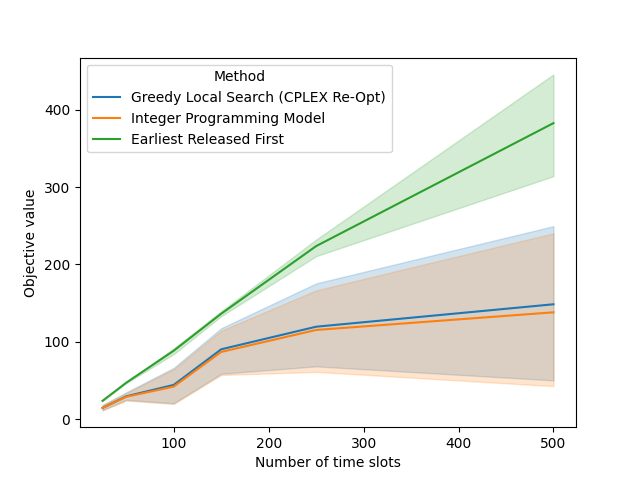 Method
Greedy Local Search (CPLEX Re-Opt)
Integer Programming Model
Earliest Released First
Objective value
400
300
200
100
0
100
200
300
400
500
Number of time slots